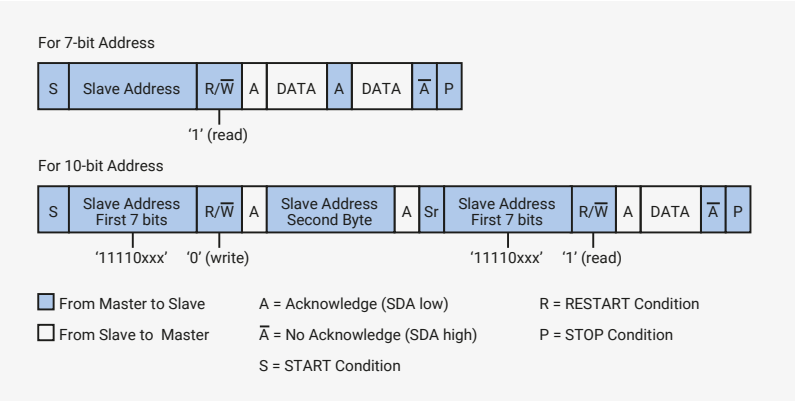 For 7-bit Address
S Slave Address R/W̅ A DATA A DATA A̅ P
‘1’ (read)
For 10-bit Address
S Slave Address First 7 bits R/W̅ A Slave Address Second Byte A Sr Slave Address First 7 bits R/W̅ A DATA A̅ P
‘11110xxx’ ‘0’ (write) ‘11110xxx’ ‘1’ (read)
From Master to Slave A = Acknowledge (SDA low) R = RESTART Condition
From Slave to Master A̅ = No Acknowledge (SDA high) P = STOP Condition
S = START Condition